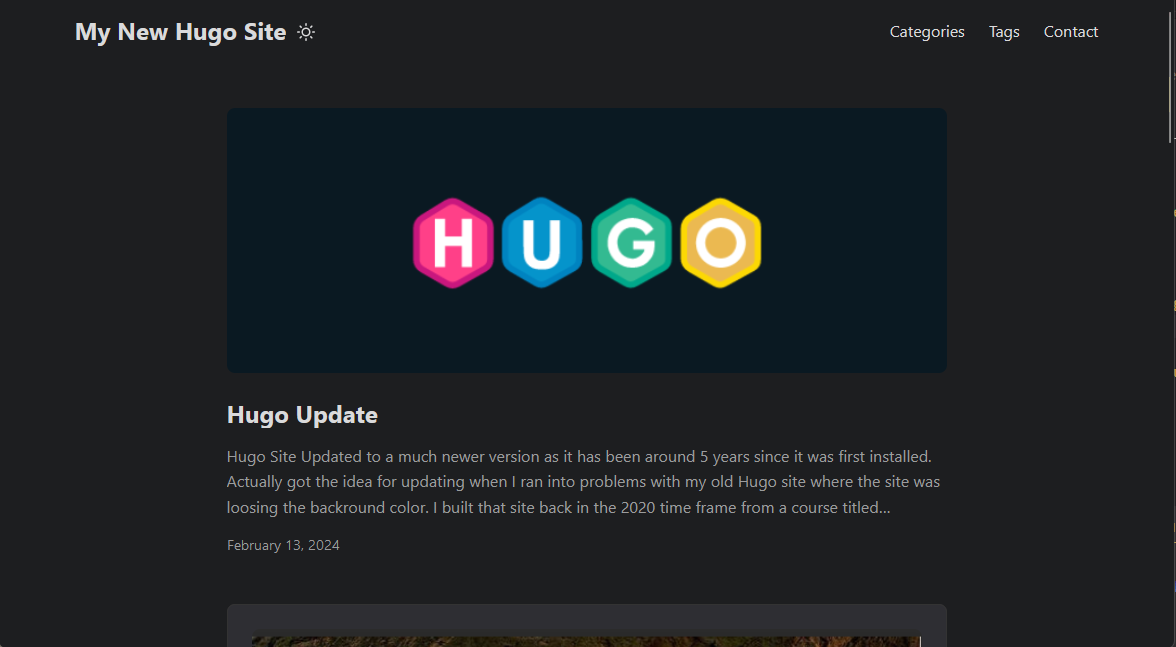 My New Hugo Site
Categories Tags Contact
HUGO
Hugo Update
Hugo Site Updated to a much newer version as it has been around 5 years since it was first installed.
Actually got the idea for updating when I ran into problems with my old Hugo site where the site was
loosing the backround color. I built that site back in the 2020 time frame from a course titled...
February 13, 2024